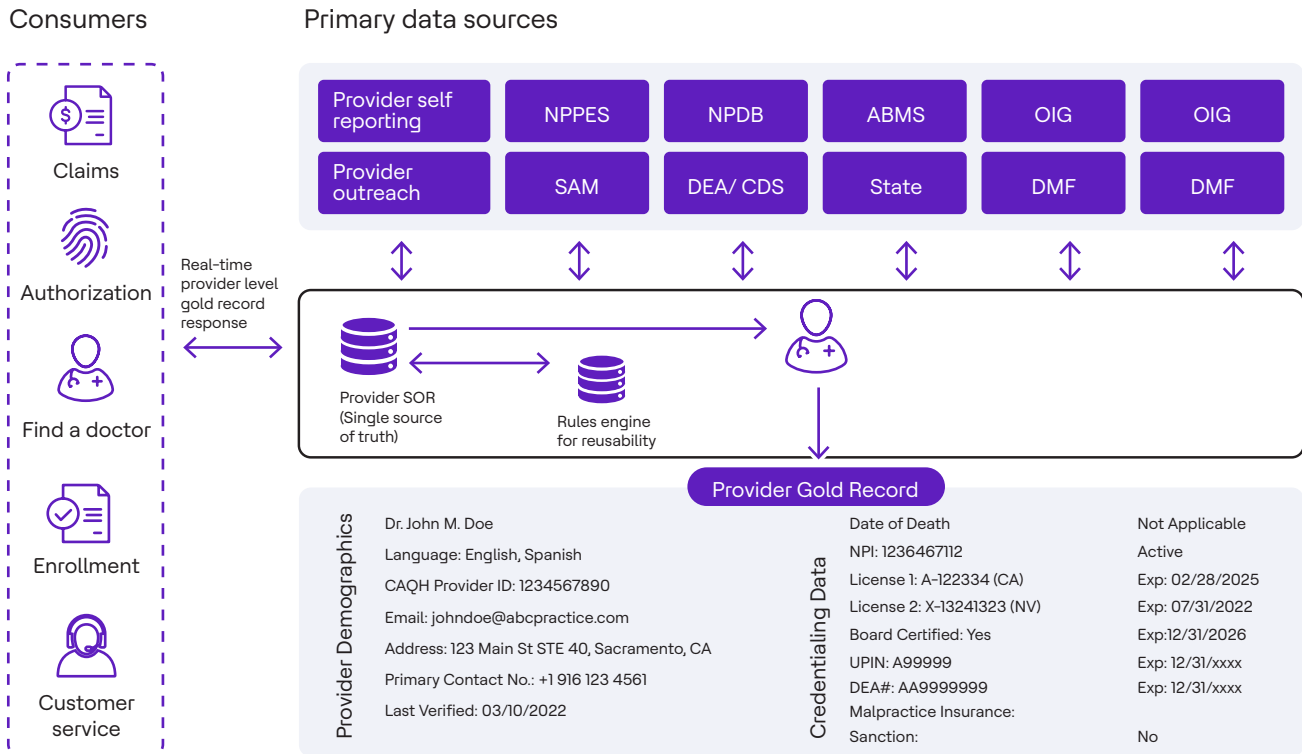 Consumers
Primary data sources
Claims
Authorization
Find a doctor
Enrollment
Customer
service
Real-time
provider level
gold record
response
Provider self
reporting
NPPES
NPDB
ABMS
OIG
OIG
Provider
outreach
SAM
DEA/ CDS
State
DMF
DMF
Provider SOR
(Single source
of truth)
Rules engine
for reusability
Provider Gold Record
Provider Demographics
Dr. John M. Doe
Language: English, Spanish
CAQH Provider ID: 1234567890
Email: johndoe@abcpractice.com
Address: 123 Main St STE 40, Sacramento, CA
Primary Contact No.: +1 916 123 4561
Last Verified: 03/10/2022
Credentialing Data
Date of Death Not Applicable
NPI: 1236467112 Active
License 1: A-122334 (CA) Exp: 02/28/2025
License 2: X-13241323 (NV) Exp: 07/31/2022
Board Certified: Yes Exp:12/31/2026
UPIN: A99999 Exp: 12/31/xxxx
DEA#: AA9999999 Exp: 12/31/xxxx
Malpractice Insurance:
Sanction: No